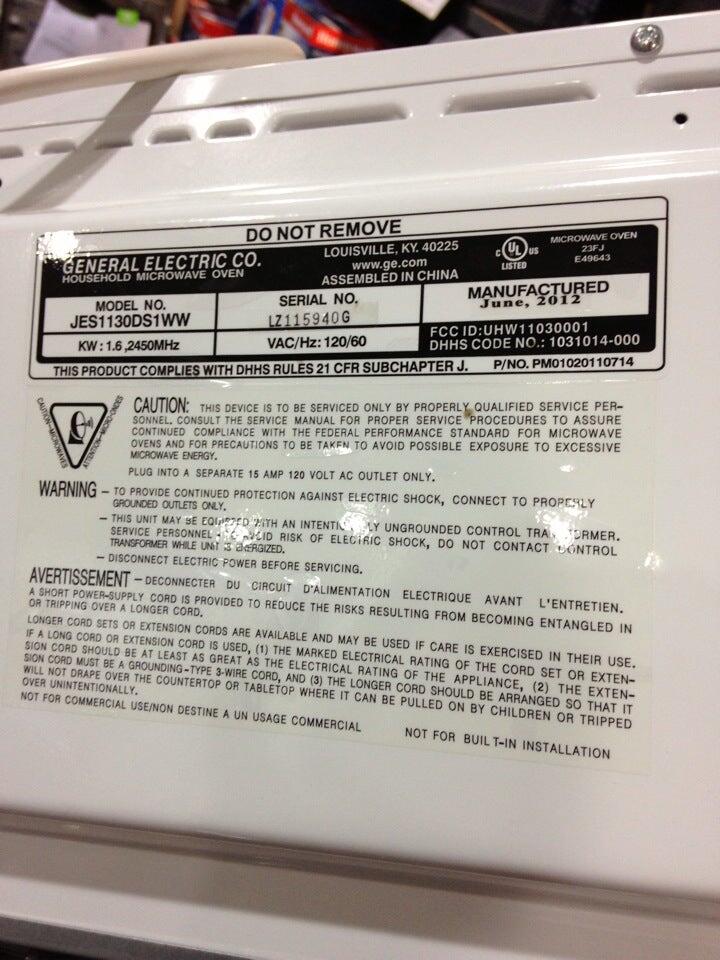 DO NOT REMOVE
GENERAL ELECTRIC CO.
HOUSEHOLD MICROWAVE OVEN
LOUISVILLE, KY. 40225
www.ge.com
ASSEMBLED IN CHINA
C UL US
LISTED
MICROWAVE OVEN
23FJ
E49643
MODEL NO.
JES1130DS1WW
SERIAL NO.
LZ115940G
MANUFACTURED
June, 2012
KW : 1.6 ,2450MHz
VAC/Hz: 120/60
FCC ID:UHW11030001
DHHS CODE NO.: 1031014-000
THIS PRODUCT COMPLIES WITH DHHS RULES 21 CFR SUBCHAPTER J. P/NO. PM01020110714
CAUTION-MICROWAVES
ATTENTION-MICRO-ONDES
CAUTION: THIS DEVICE IS TO BE SERVICED ONLY BY PROPERLY QUALIFIED SERVICE PER-
SONNEL. CONSULT THE SERVICE MANUAL FOR PROPER SERVICE PROCEDURES TO ASSURE
CONTINUED COMPLIANCE WITH THE FEDERAL PERFORMANCE STANDARD FOR MICROWAVE
OVENS AND FOR PRECAUTIONS TO BE TAKEN TO AVOID POSSIBLE EXPOSURE TO EXCESSIVE
MICROWAVE ENERGY.
PLUG INTO A SEPARATE 15 AMP 120 VOLT AC OUTLET ONLY.
WARNING – TO PROVIDE CONTINUED PROTECTION AGAINST ELECTRIC SHOCK, CONNECT TO PROPERLY
GROUNDED OUTLETS ONLY.
– THIS UNIT MAY BE EQUIPPED WITH AN UNGROUNDED CONTROL TRANSFORMER.
SERVICE PERSONNEL – AVOID RISK OF ELECTRIC SHOCK, DO NOT CONTACT CONTROL
TRANSFORMER WHILE UNIT IS ENERGIZED.
– DISCONNECT ELECTRIC POWER BEFORE SERVICING.
AVERTISSEMENT – DECONNECTER DU CIRCUIT D'ALIMENTATION ELECTRIQUE AVANT L'ENTRETIEN.
A SHORT POWER-SUPPLY CORD IS PROVIDED TO REDUCE THE RISKS RESULTING FROM BECOMING ENTANGLED IN
OR TRIPPING OVER A LONGER CORD.
LONGER CORD SETS OR EXTENSION CORDS ARE AVAILABLE AND MAY BE USED IF CARE IS EXERCISED IN THEIR USE.
IF A LONG CORD OR EXTENSION CORD IS USED, (1) THE MARKED ELECTRICAL RATING OF THE CORD SET OR EXTEN-
SION CORD SHOULD BE AT LEAST AS GREAT AS THE ELECTRICAL RATING OF THE APPLIANCE, (2) THE EXTEN-
SION CORD MUST BE A GROUNDING-TYPE 3-WIRE CORD, AND (3) THE LONGER CORD SHOULD BE ARRANGED SO THAT IT
WILL NOT DRAPE OVER THE COUNTERTOP OR TABLETOP WHERE IT CAN BE PULLED ON BY CHILDREN OR TRIPPED
OVER UNINTENTIONALLY.
NOT FOR COMMERCIAL USE/NON DESTINE A UN USAGE COMMERCIAL NOT FOR BUILT-IN INSTALLATION